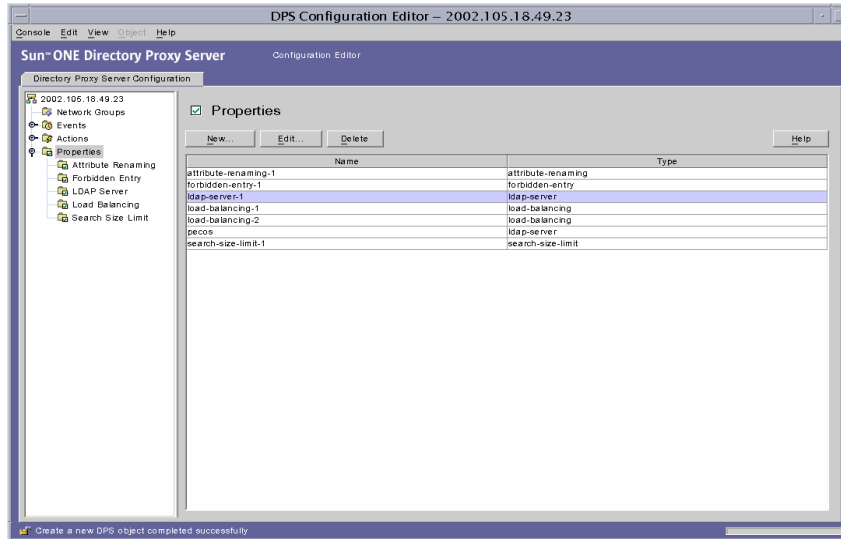 DPS Configuration Editor – 2002.105.18.49.23
Console Edit View Object Help
Sun™ ONE Directory Proxy Server Configuration Editor
Directory Proxy Server Configuration
2002.105.18.49.23
Network Groups
Events
Actions
Properties
Attribute Renaming
Forbidden Entry
LDAP Server
Load Balancing
Search Size Limit
Properties
New... Edit... Delete Help
Name Type
attribute-renaming-1 attribute-renaming
forbidden-entry-1 forbidden-entry
ldap-server-1 ldap-server
load-balancing-1 load-balancing
load-balancing-2 load-balancing
pecos ldap-server
search-size-limit-1 search-size-limit
Create a new DPS object completed successfully